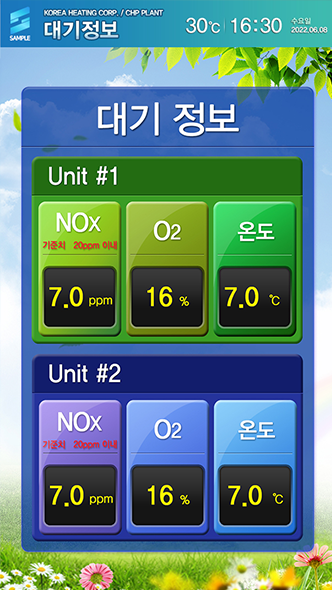 KOREA HEATING CORP. / CHP PLANT
대기정보
SAMPLE
30℃ 16:30 수요일
2022.06.08
대기 정보
Unit #1
NOx O2 온도
기준치 20ppm 이내
7.0 ppm 16 % 7.0 ℃
Unit #2
NOx O2 온도
기준치 20ppm 이내
7.0 ppm 16 % 7.0 ℃